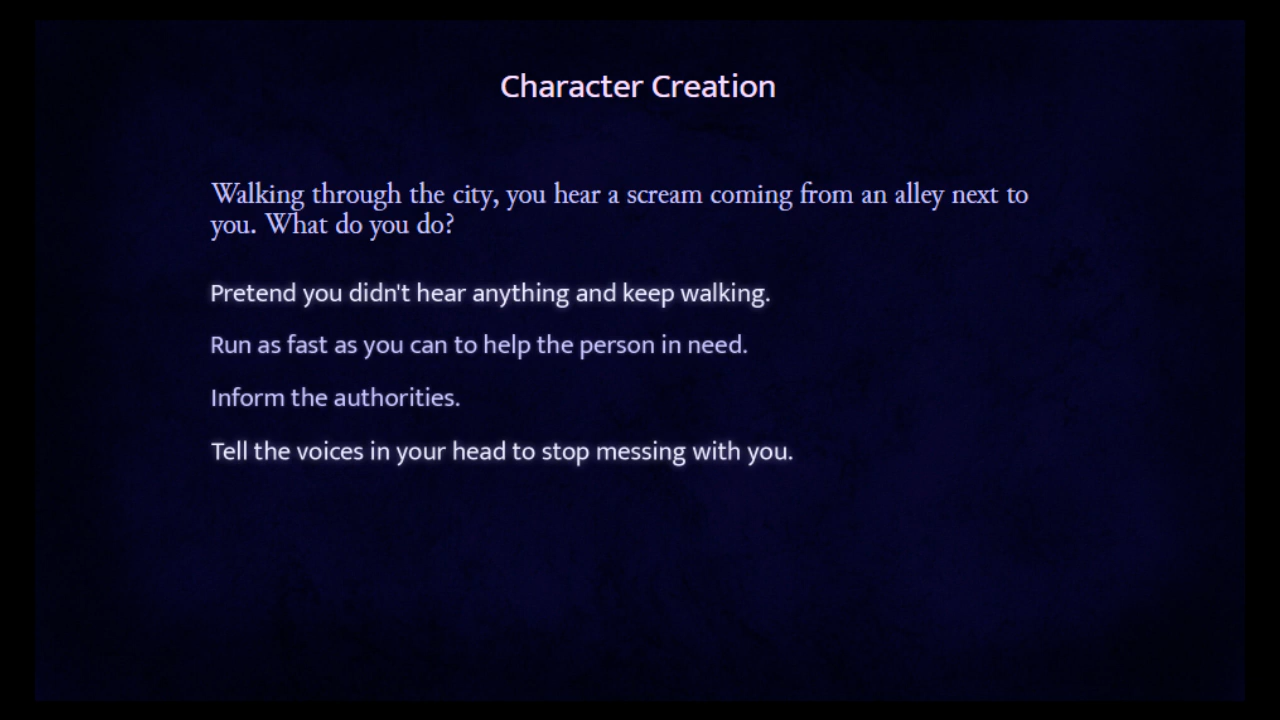 Character Creation
Walking through the city, you hear a scream coming from an alley next to
you. What do you do?
Pretend you didn't hear anything and keep walking.
Run as fast as you can to help the person in need.
Inform the authorities.
Tell the voices in your head to stop messing with you.